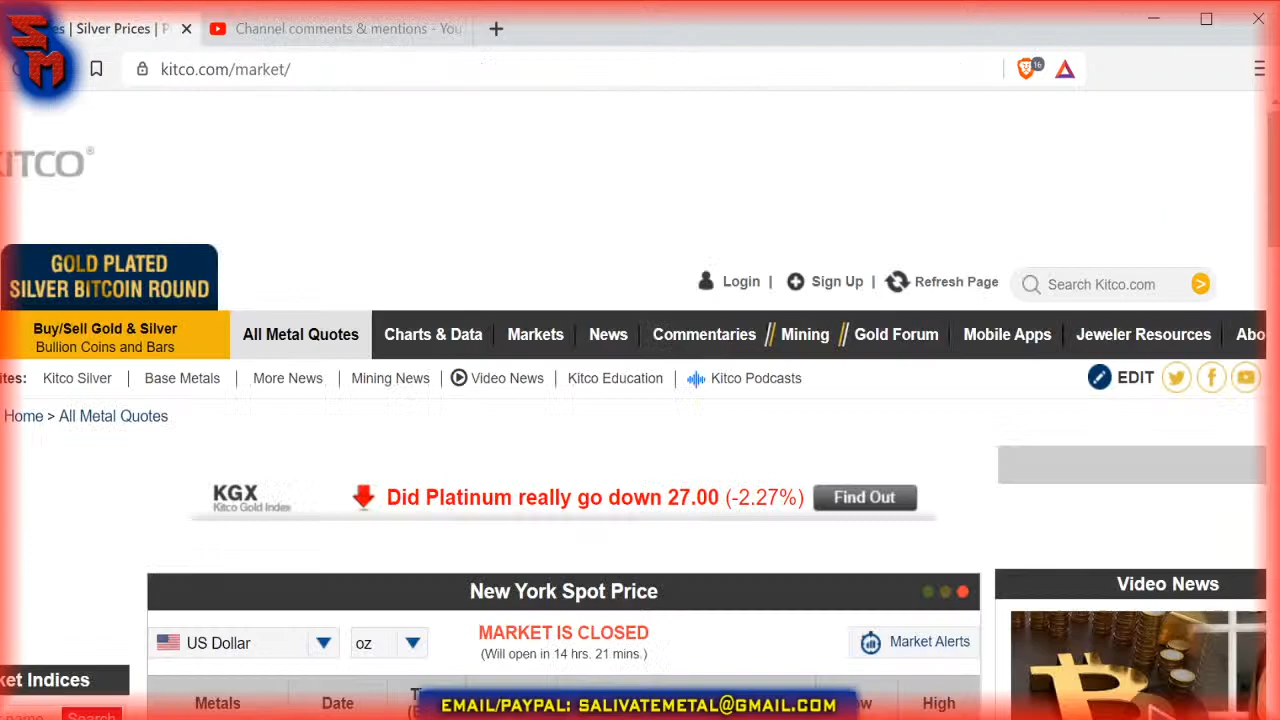 SM
Silver Prices | P
Channel comments & mentions - You
kitco.com/market/
16
KITCO®
GOLD PLATED
SILVER BITCOIN ROUND
Login |
Sign Up |
Refresh Page
Search Kitco.com
Buy/Sell Gold & Silver
Bullion Coins and Bars
All Metal Quotes
Charts & Data
Markets
News
Commentaries
Mining
Gold Forum
Mobile Apps
Jeweler Resources
Abo
ites:
Kitco Silver
Base Metals
More News
Mining News
Video News
Kitco Education
Kitco Podcasts
EDIT
Home > All Metal Quotes
KGX
Kitco Gold Index
Did Platinum really go down 27.00 (-2.27%)
Find Out
New York Spot Price
Video News
US Dollar
oz
MARKET IS CLOSED
(Will open in 14 hrs. 21 mins.)
Market Alerts
ket Indices
Metals
Date
High
Search
EMAIL/PAYPAL: SALIVATEMETAL@GMAIL.COM